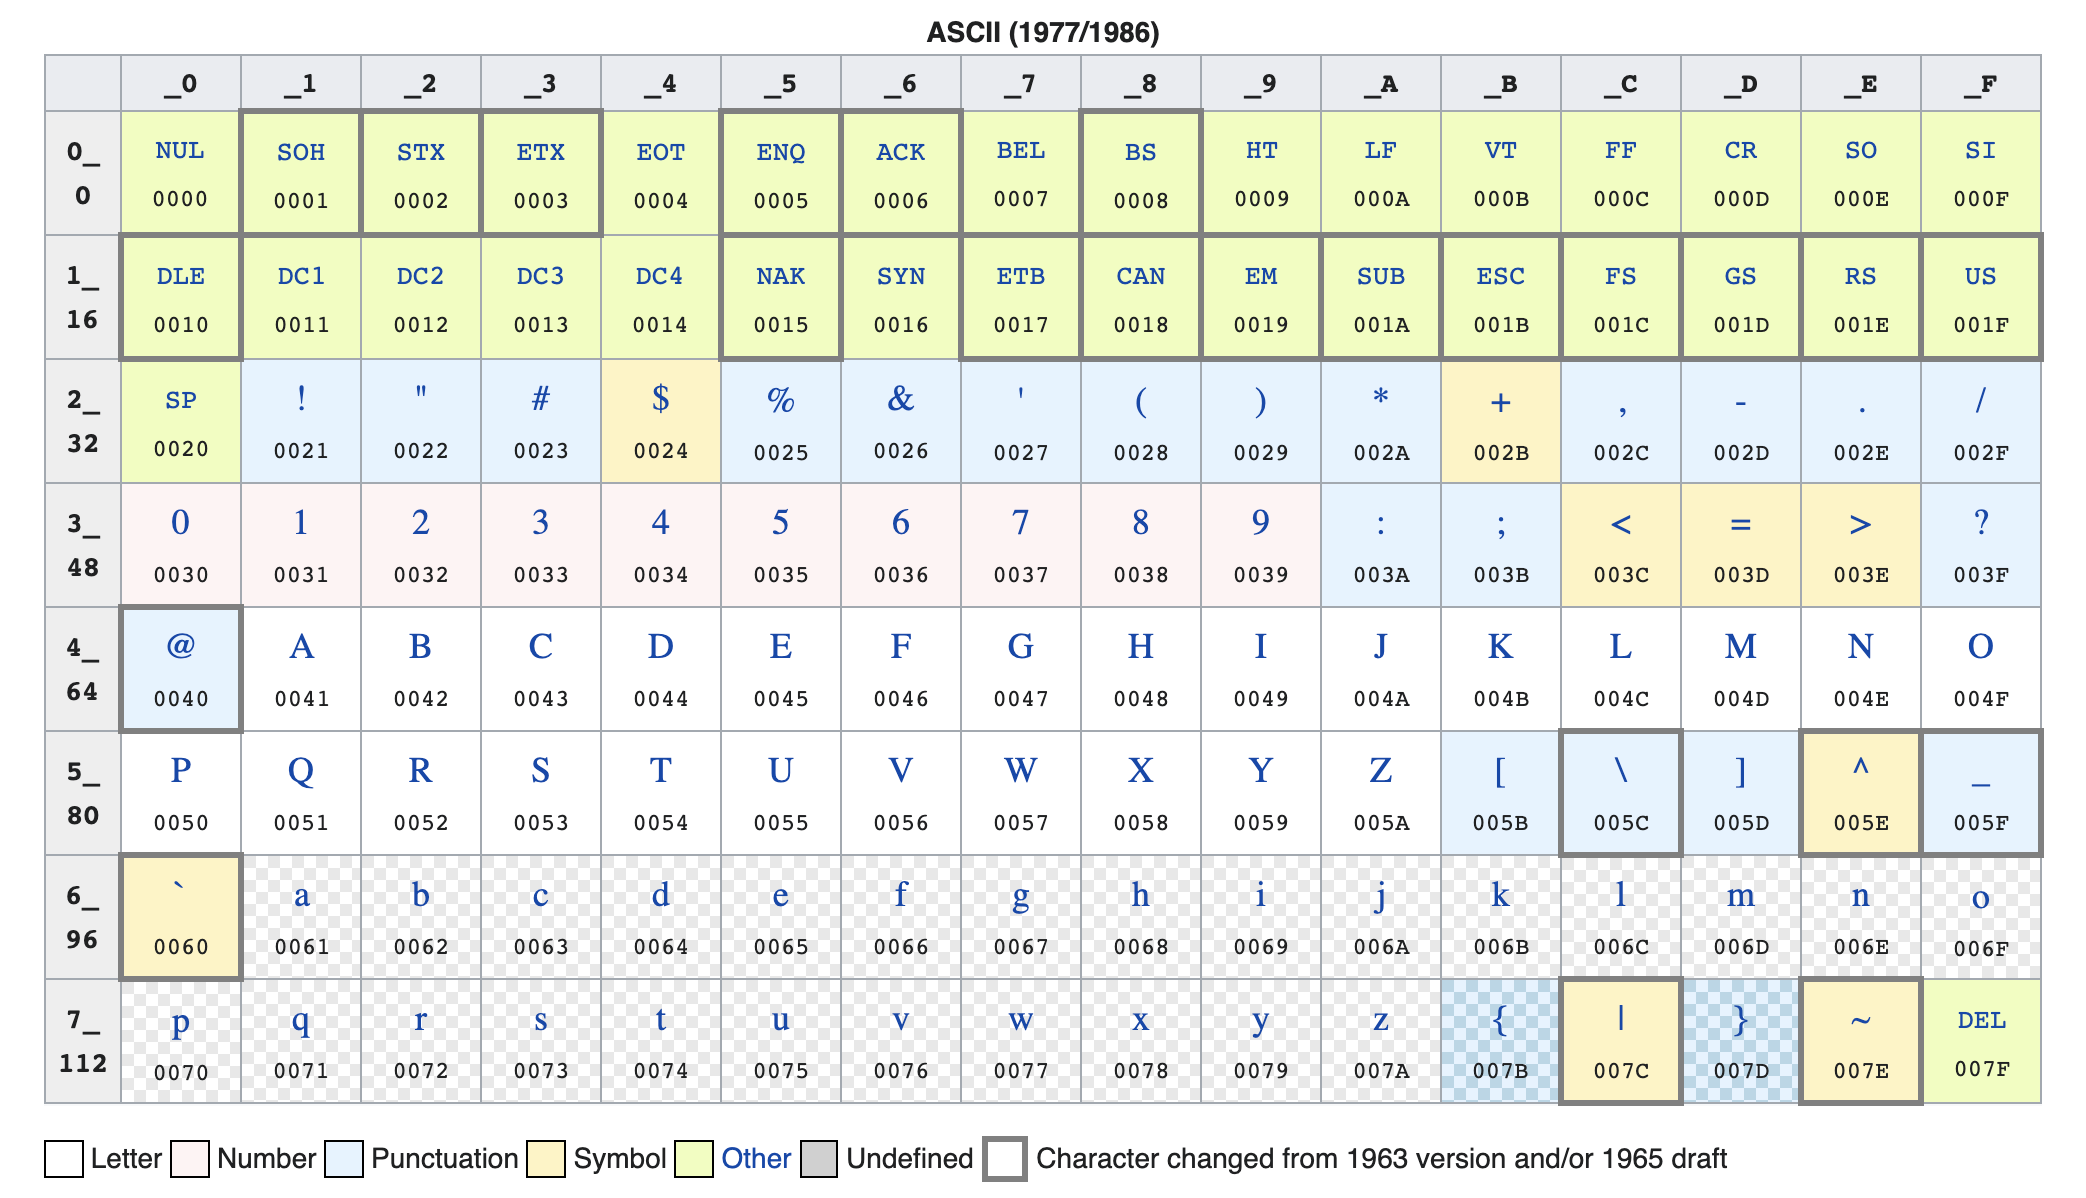 ASCII (1977/1986)
_0 _1 _2 _3 _4 _5 _6 _7 _8 _9 _A _B _C _D _E _F
0_ NUL SOH STX ETX EOT ENQ ACK BEL BS HT LF VT FF CR SO SI
0 0000 0001 0002 0003 0004 0005 0006 0007 0008 0009 000A 000B 000C 000D 000E 000F
1_ DLE DC1 DC2 DC3 DC4 NAK SYN ETB CAN EM SUB ESC FS GS RS US
16 0010 0011 0012 0013 0014 0015 0016 0017 0018 0019 001A 001B 001C 001D 001E 001F
2_ SP ! " # $ % & ' ( ) * + , - . /
32 0020 0021 0022 0023 0024 0025 0026 0027 0028 0029 002A 002B 002C 002D 002E 002F
3_ 0 1 2 3 4 5 6 7 8 9 : ; < = > ?
48 0030 0031 0032 0033 0034 0035 0036 0037 0038 0039 003A 003B 003C 003D 003E 003F
4_ @ A B C D E F G H I J K L M N O
64 0040 0041 0042 0043 0044 0045 0046 0047 0048 0049 004A 004B 004C 004D 004E 004F
5_ P Q R S T U V W X Y Z [ \ ] ^ _
80 0050 0051 0052 0053 0054 0055 0056 0057 0058 0059 005A 005B 005C 005D 005E 005F
6_ ` a b c d e f g h i j k l m n o
96 0060 0061 0062 0063 0064 0065 0066 0067 0068 0069 006A 006B 006C 006D 006E 006F
7_ p q r s t u v w x y z { | } ~ DEL
112 0070 0071 0072 0073 0074 0075 0076 0077 0078 0079 007A 007B 007C 007D 007E 007F
Letter Number Punctuation Symbol Other Undefined Character changed from 1963 version and/or 1965 draft